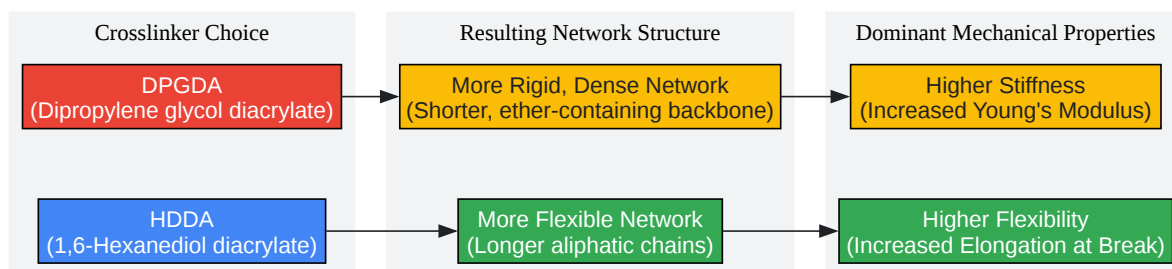 Crosslinker Choice
Resulting Network Structure
Dominant Mechanical Properties
DPGDA
(Dipropylene glycol diacrylate)
More Rigid, Dense Network
(Shorter, ether-containing backbone)
Higher Stiffness
(Increased Young's Modulus)
HDDA
(1,6-Hexanediol diacrylate)
More Flexible Network
(Longer aliphatic chains)
Higher Flexibility
(Increased Elongation at Break)